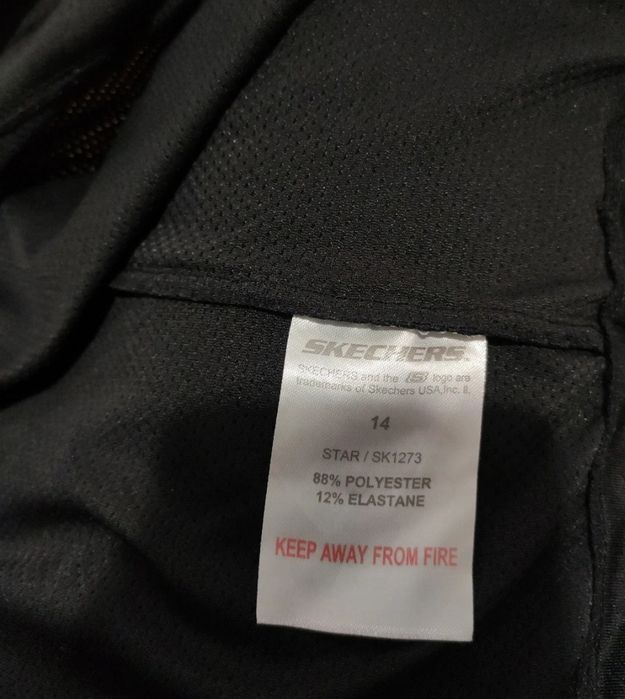 SKECHERS.
SKECHERS and the S logo are
trademarks of Skechers USA,Inc. II.
14
STAR / SK1273
88% POLYESTER
12% ELASTANE
KEEP AWAY FROM FIRE